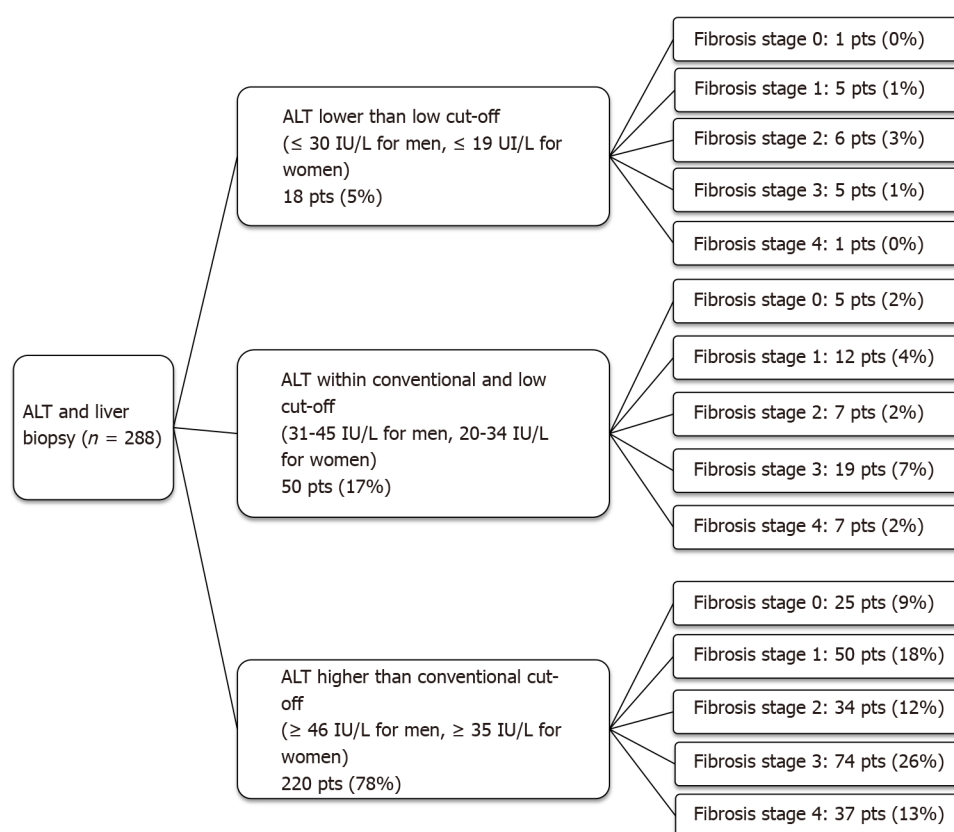 ALT and liver
biopsy (n = 288)
ALT lower than low cut-off
(≤ 30 IU/L for men, ≤ 19 UI/L for
women)
18 pts (5%)
Fibrosis stage 0: 1 pts (0%)
Fibrosis stage 1: 5 pts (1%)
Fibrosis stage 2: 6 pts (3%)
Fibrosis stage 3: 5 pts (1%)
Fibrosis stage 4: 1 pts (0%)
ALT within conventional and low
cut-off
(31-45 IU/L for men, 20-34 IU/L
for women)
50 pts (17%)
Fibrosis stage 0: 5 pts (2%)
Fibrosis stage 1: 12 pts (4%)
Fibrosis stage 2: 7 pts (2%)
Fibrosis stage 3: 19 pts (7%)
Fibrosis stage 4: 7 pts (2%)
ALT higher than conventional cut-
off
(≥ 46 IU/L for men, ≥ 35 IU/L for
women)
220 pts (78%)
Fibrosis stage 0: 25 pts (9%)
Fibrosis stage 1: 50 pts (18%)
Fibrosis stage 2: 34 pts (12%)
Fibrosis stage 3: 74 pts (26%)
Fibrosis stage 4: 37 pts (13%)